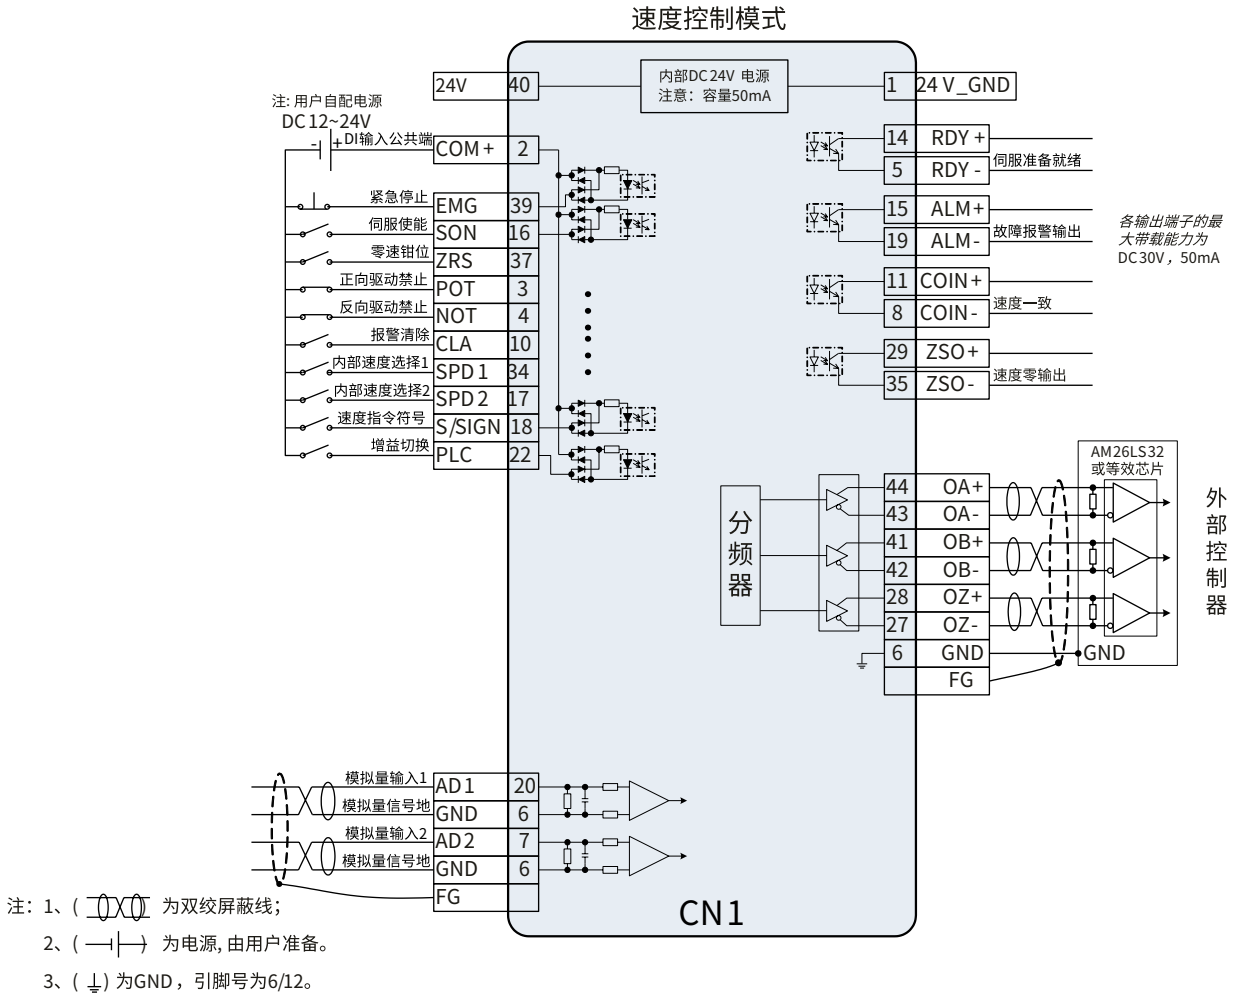 速度控制模式
24V 40
内部DC24V 电源
注意：容量50mA
1 24V_GND
注: 用户自配电源
DC12~24V
- +
DI输入公共端 COM+ 2
紧急停止 EMG 39
伺服使能 SON 16
零速钳位 ZRS 37
正向驱动禁止 POT 3
反向驱动禁止 NOT 4
报警清除 CLA 10
内部速度选择1 SPD1 34
内部速度选择2 SPD2 17
速度指令符号 S/SIGN 18
增益切换 PLC 22
14 RDY+
5 RDY- 伺服准备就绪
15 ALM+
19 ALM- 故障报警输出
11 COIN+
8 COIN- 速度一致
29 ZSO+
35 ZSO- 速度零输出
各输出端子的最
大带载能力为
DC30V，50mA
分频器
44 OA+
43 OA-
41 OB+
42 OB-
28 OZ+
27 OZ-
6 GND
FG
AM26LS32
或等效芯片
GND
外部控制器
模拟量输入1 AD1 20
模拟量信号地 GND 6
模拟量输入2 AD2 7
模拟量信号地 GND 6
FG
CN1
注：1、( ) 为双绞屏蔽线；
2、( ) 为电源, 由用户准备。
3、( ) 为GND，引脚号为6/12。